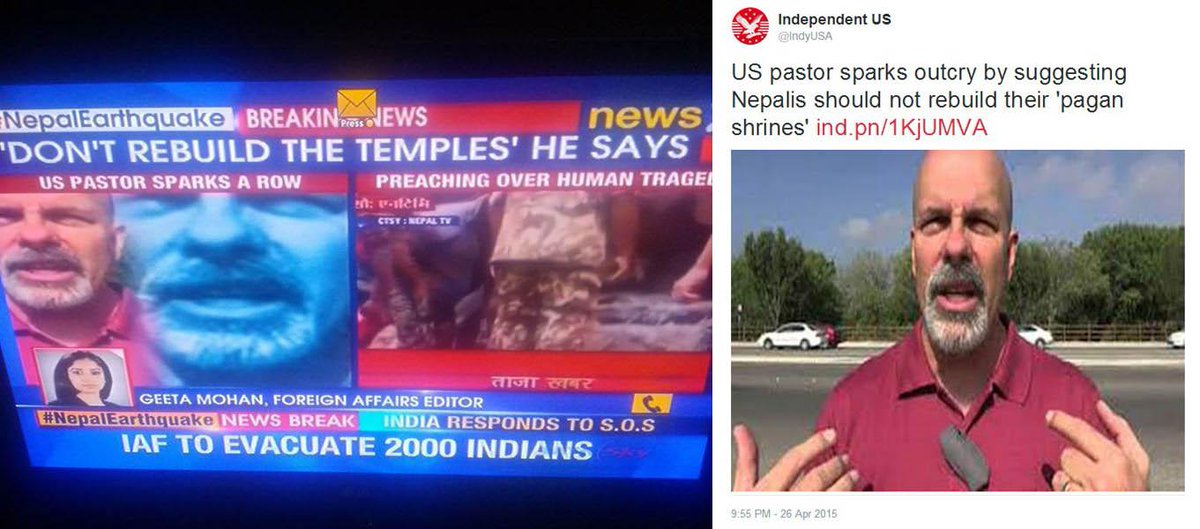 #NepalEarthquake BREAKIN NEWS
Press
news
'DON'T REBUILD THE TEMPLES' HE SAYS
US PASTOR SPARKS A ROW
PREACHING OVER HUMAN TRAGE
CTSY : NEPAL TV
ताजा खबर
GEETA MOHAN, FOREIGN AFFAIRS EDITOR
#NepalEarthquake NEWS BREAK INDIA RESPONDS TO S.O.S
IAF TO EVACUATE 2000 INDIANS
Independent US
@IndyUSA
US pastor sparks outcry by suggesting
Nepalis should not rebuild their 'pagan
shrines' ind.pn/1KjUMVA
9:55 PM - 26 Apr 2015